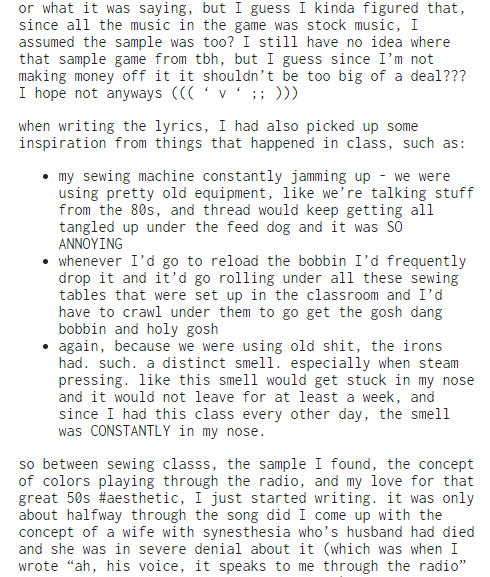 or what it was saying, but I guess I kinda figured that,
since all the music in the game was stock music, I
assumed the sample was too? I still have no idea where
that sample game from tbh, but I guess since I’m not
making money off it it shouldn’t be too big of a deal???
I hope not anyways ((( ‘ v ‘ ;; )))
when writing the lyrics, I had also picked up some
inspiration from things that happened in class, such as:
• my sewing machine constantly jamming up - we were
using pretty old equipment, like we’re talking stuff
from the 80s, and thread would keep getting all
tangled up under the feed dog and it was SO
ANNOYING
• whenever I’d go to reload the bobbin I’d frequently
drop it and it’d go rolling under all these sewing
tables that were set up in the classroom and I’d
have to crawl under them to go get the gosh dang
bobbin and holy gosh
• again, because we were using old shit, the irons
had. such. a distinct smell. especially when steam
pressing. like this smell would get stuck in my nose
and it would not leave for at least a week, and
since I had this class every other day, the smell
was CONSTANTLY in my nose.
so between sewing classs, the sample I found, the concept
of colors playing through the radio, and my love for that
great 50s #aesthetic, I just started writing. it was only
about halfway through the song did I come up with the
concept of a wife with synesthesia who’s husband had died
and she was in severe denial about it (which was when I
wrote “ah, his voice, it speaks to me through the radio”